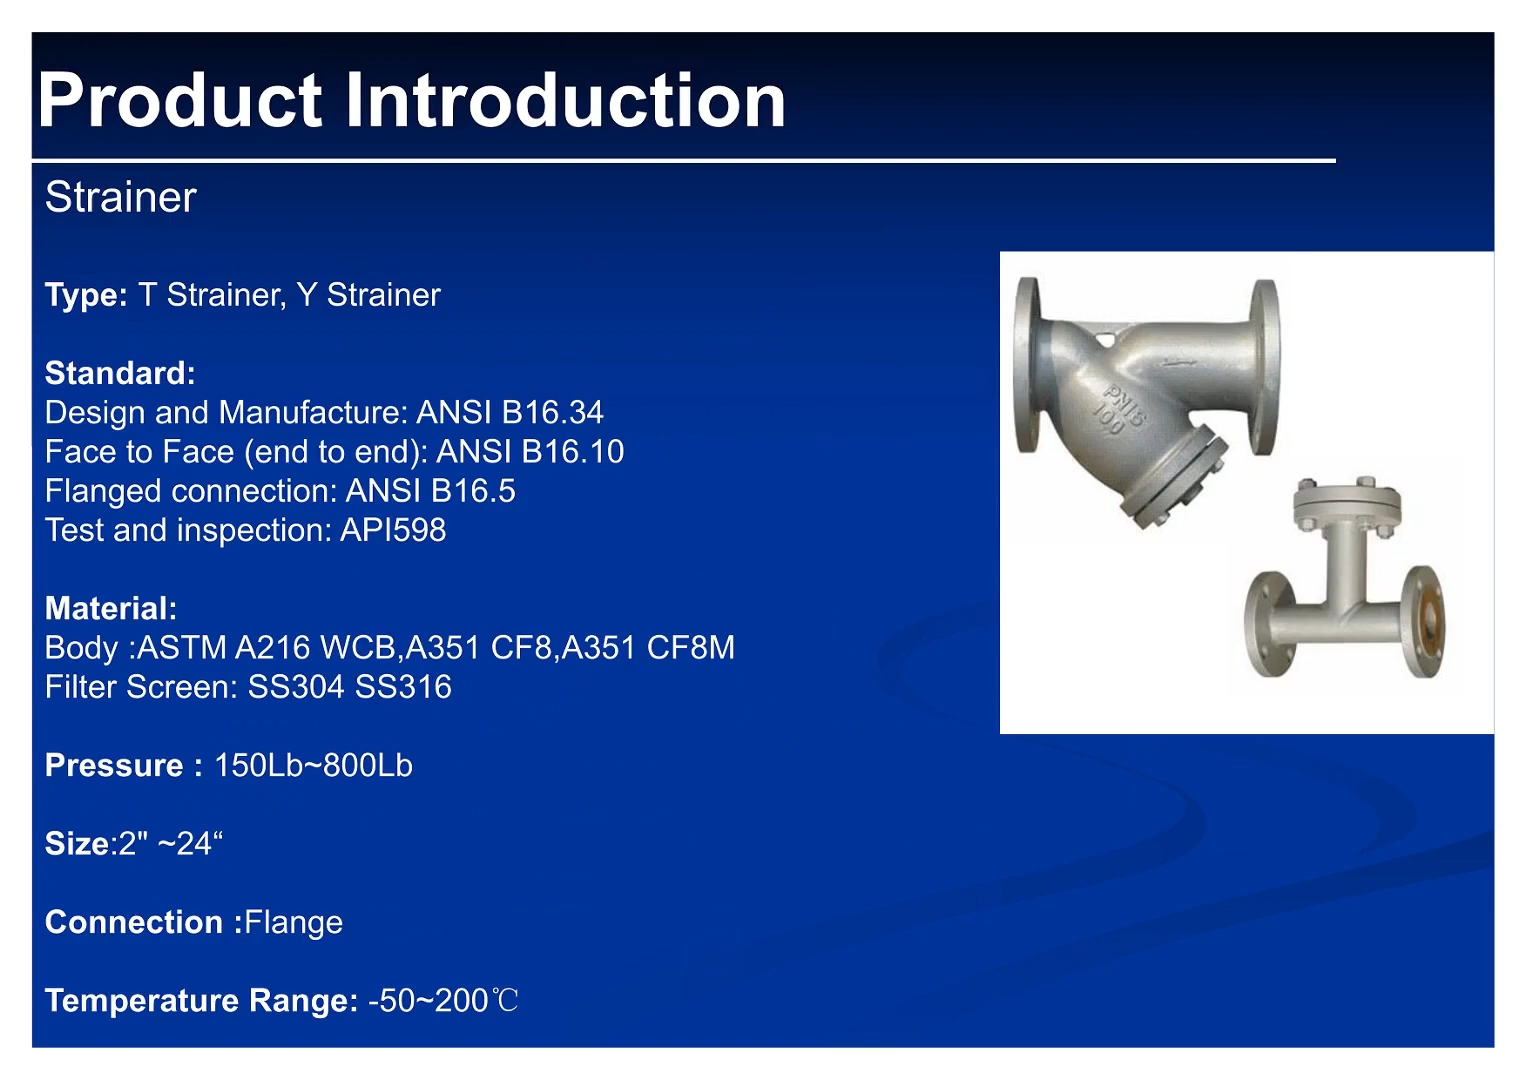 Product Introduction
Strainer
Type: T Strainer, Y Strainer
Standard:
Design and Manufacture: ANSI B16.34
Face to Face (end to end): ANSI B16.10
Flanged connection: ANSI B16.5
Test and inspection: API598
Material:
Body :ASTM A216 WCB,A351 CF8,A351 CF8M
Filter Screen: SS304 SS316
Pressure : 150Lb~800Lb
Size:2" ~24“
Connection :Flange
Temperature Range: -50~200℃
PN16
100